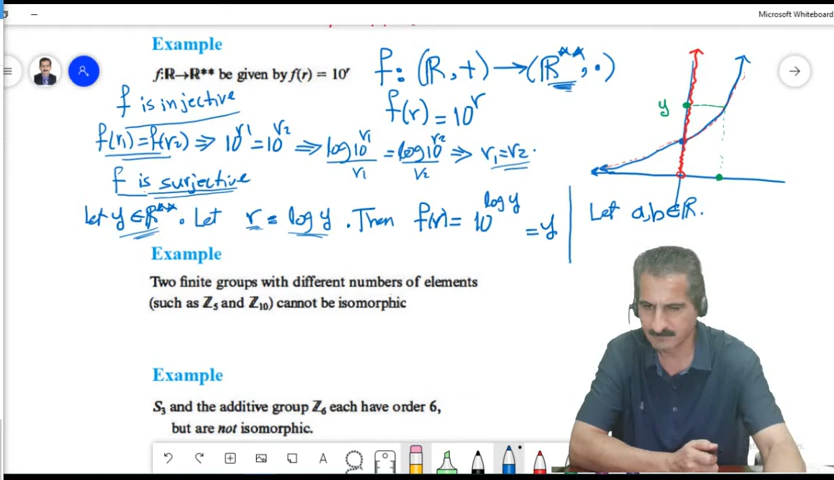 Microsoft Whiteboard
Example
f:R→R** be given by f(r) = 10ʳ
f: (R, +) → (R**, ·)
f(r) = 10^r
f is injective
f(r1) = f(r2) ⇒ 10^r1 = 10^r2 ⇒ log 10^r1 = log 10^r2 ⇒ r1 = r2.
r1 r2
f is surjective
let y ∈ R**. Let r = log y. Then f(r) = 10^log y = y
y
Let a, b ∈ R.
Example
Two finite groups with different numbers of elements
(such as Z₅ and Z₁₀) cannot be isomorphic
Example
S₃ and the additive group Z₆ each have order 6,
but are not isomorphic.